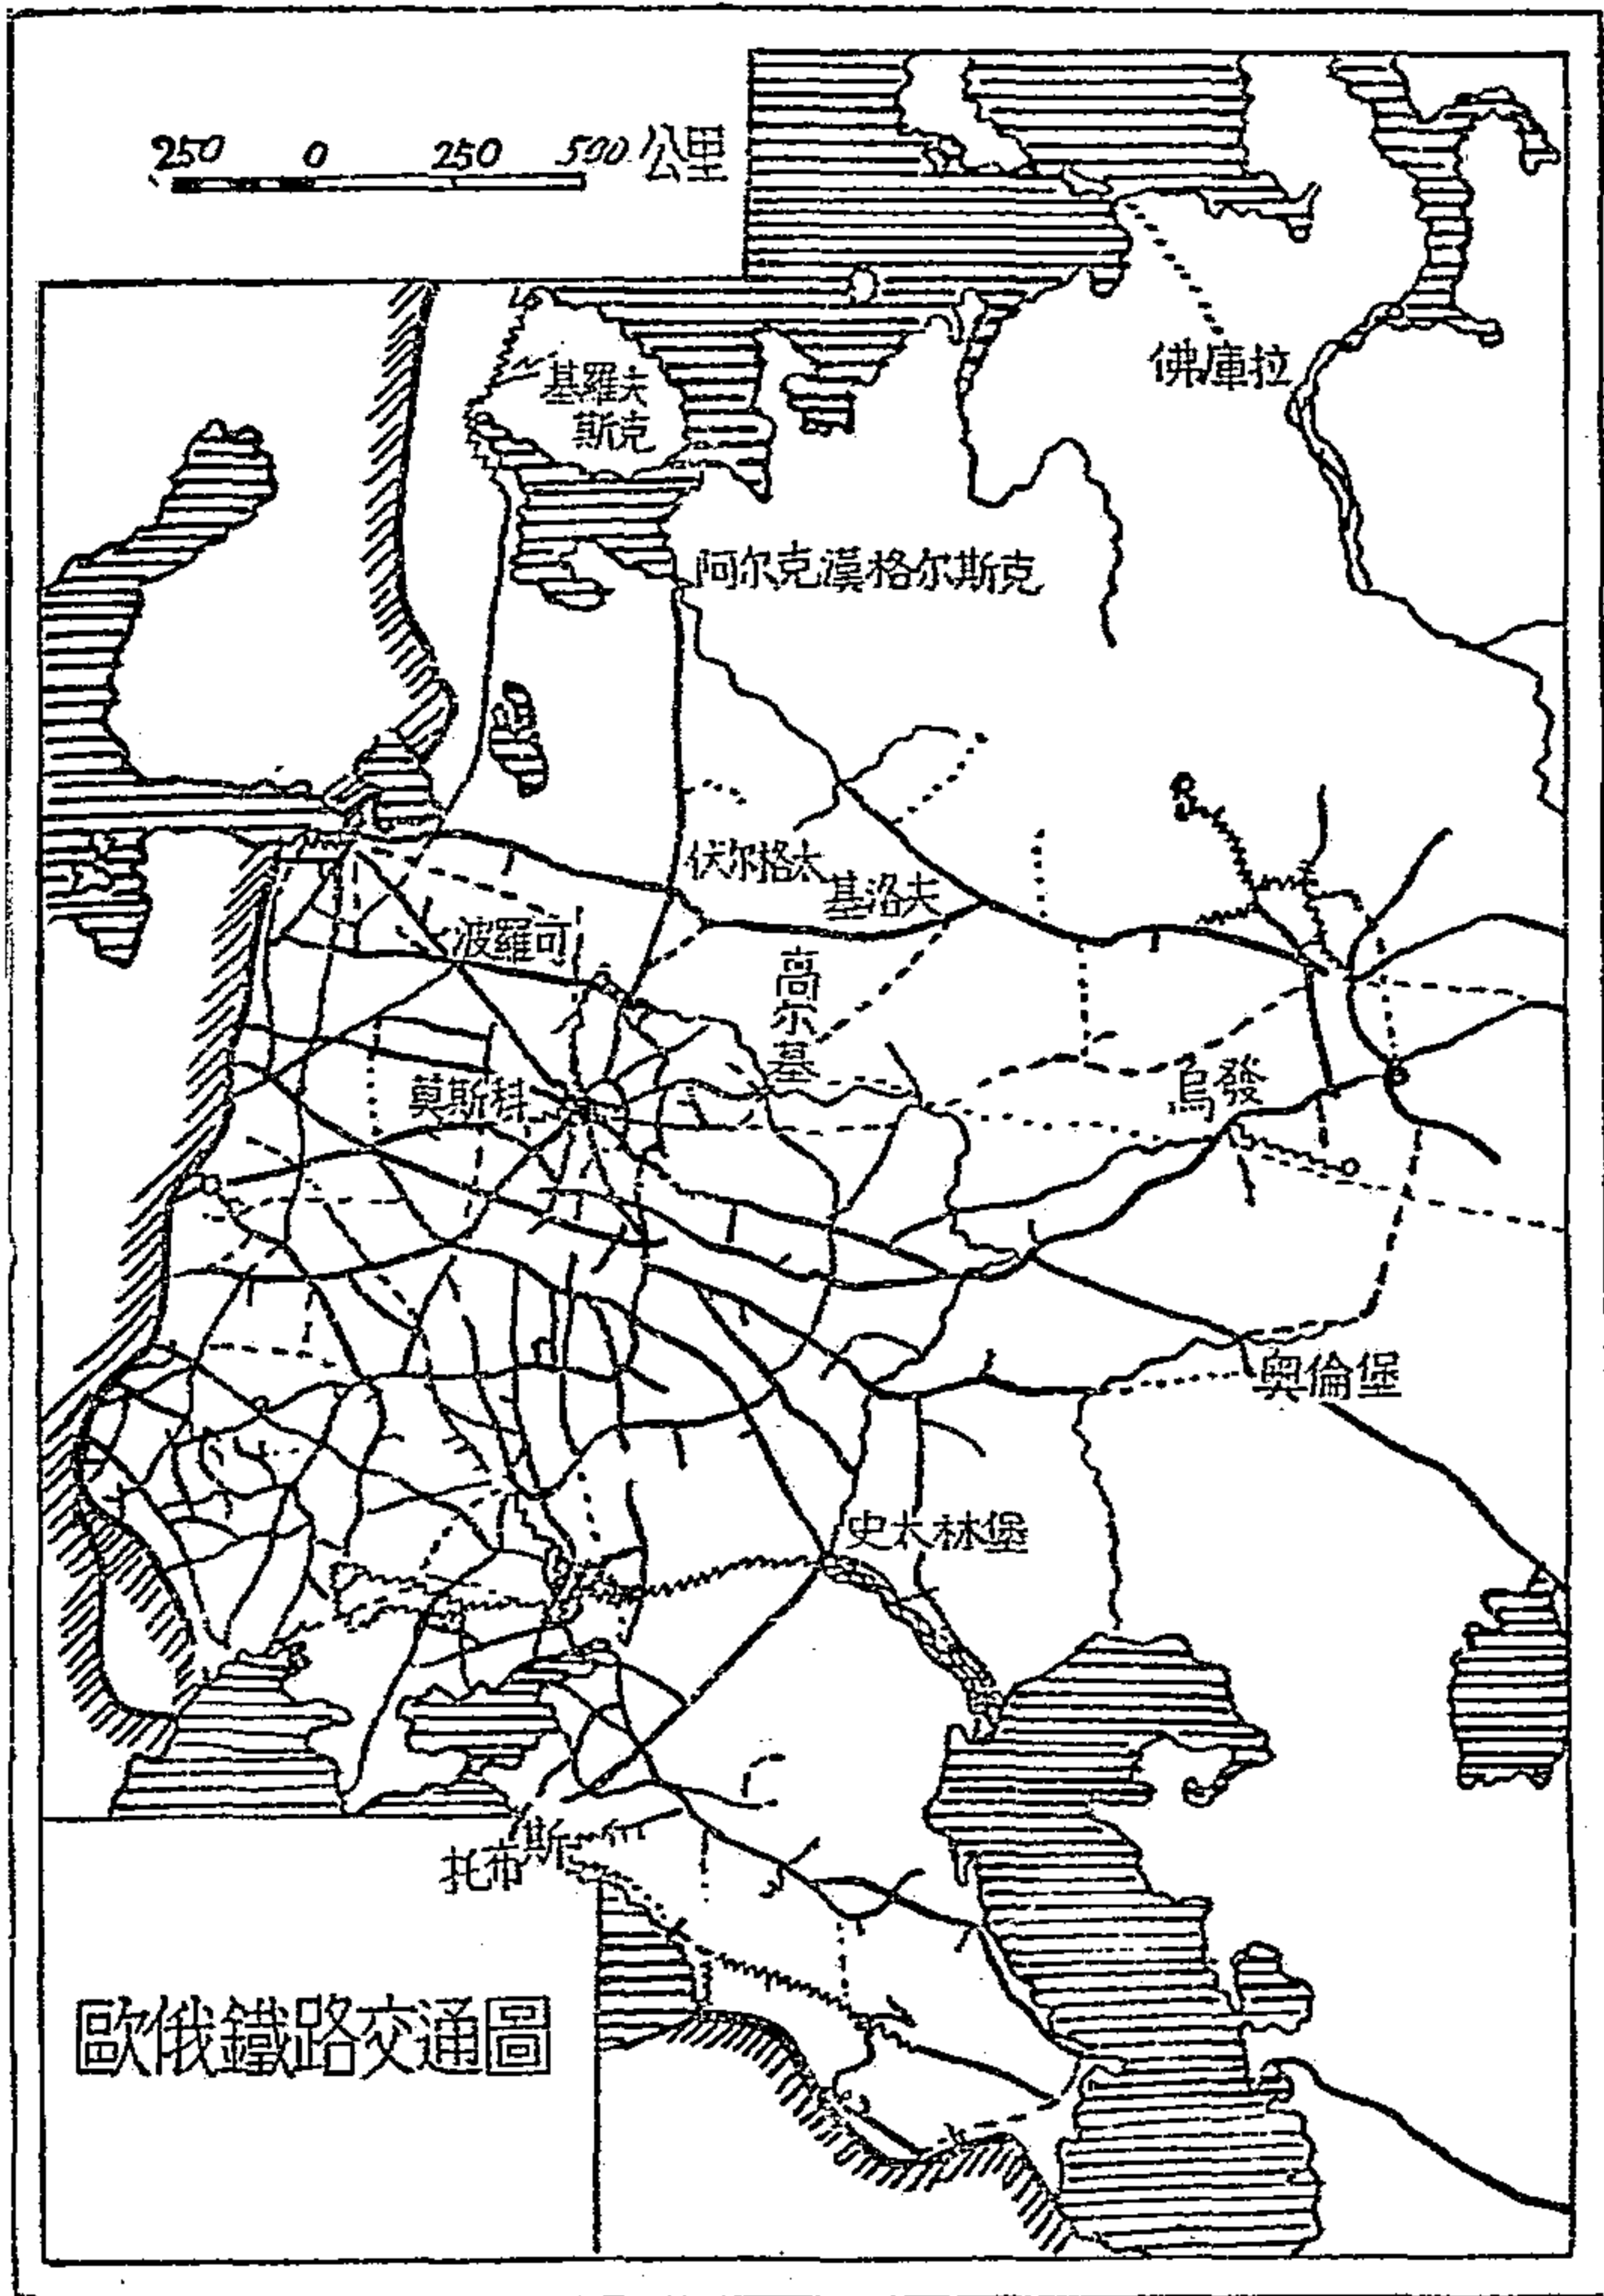 250 0 250 500 公里
佛庫拉
基羅夫
斯克
阿尔克漢格尔斯克
伏尔格太
基洛夫
波羅可
高尔基
莫斯科
烏發
奧倫堡
史太林堡
托布斯
歐俄鐵路交通圖